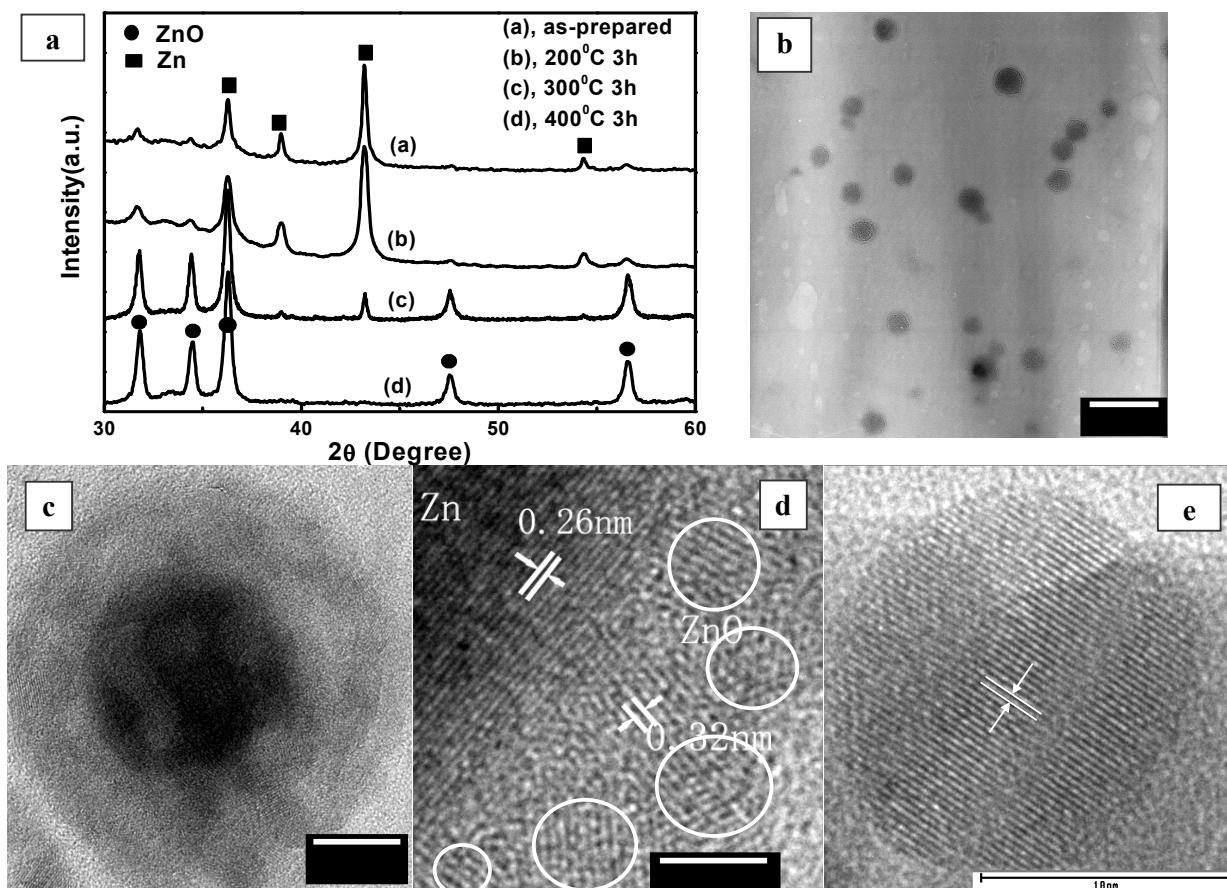 a
ZnO
Zn
(a), as-prepared
(b), 200⁰C 3h
(c), 300⁰C 3h
(d), 400⁰C 3h
(a)
(b)
(c)
(d)
Intensity(a.u.)
30 40 50 60
2θ (Degree)
b
c
Zn
0.26nm
d
ZnO
0.32nm
e
10nm